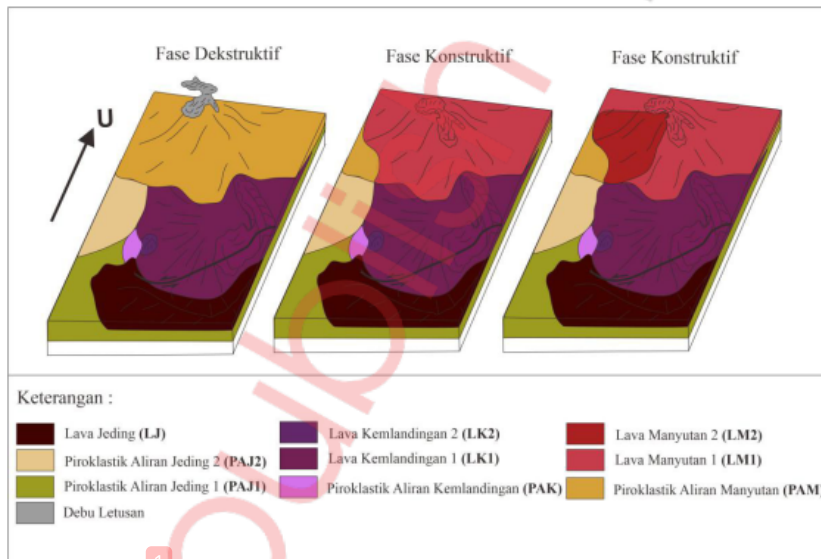 Fase Dekstruktif
Fase Konstruktif
Fase Konstruktif
U
Keterangan :
Lava Jeding (LJ)
Piroklastik Aliran Jeding 2 (PAJ2)
Piroklastik Aliran Jeding 1 (PAJ1)
Debu Letusan
Lava Kemlandingan 2 (LK2)
Lava Kemlandingan 1 (LK1)
Piroklastik Aliran Kemlandingan (PAK)
Lava Manyutan 2 (LM2)
Lava Manyutan 1 (LM1)
Piroklastik Aliran Manyutan (PAM)